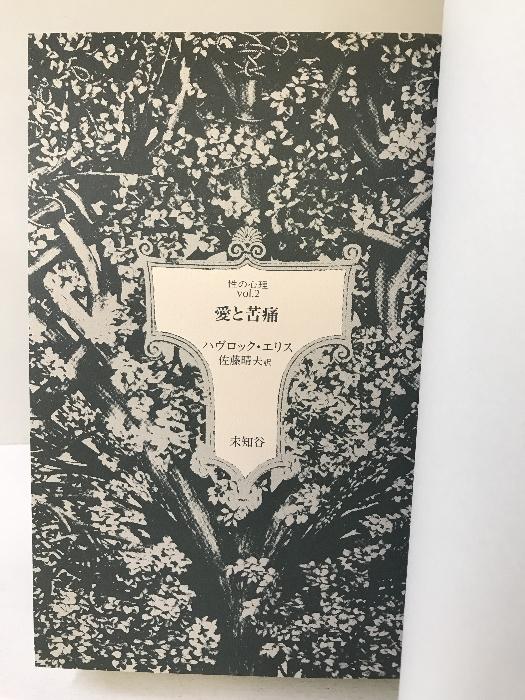 性の心理
vol.2
愛と苦痛
ハヴロック・エリス
佐藤晴夫訳
未知谷